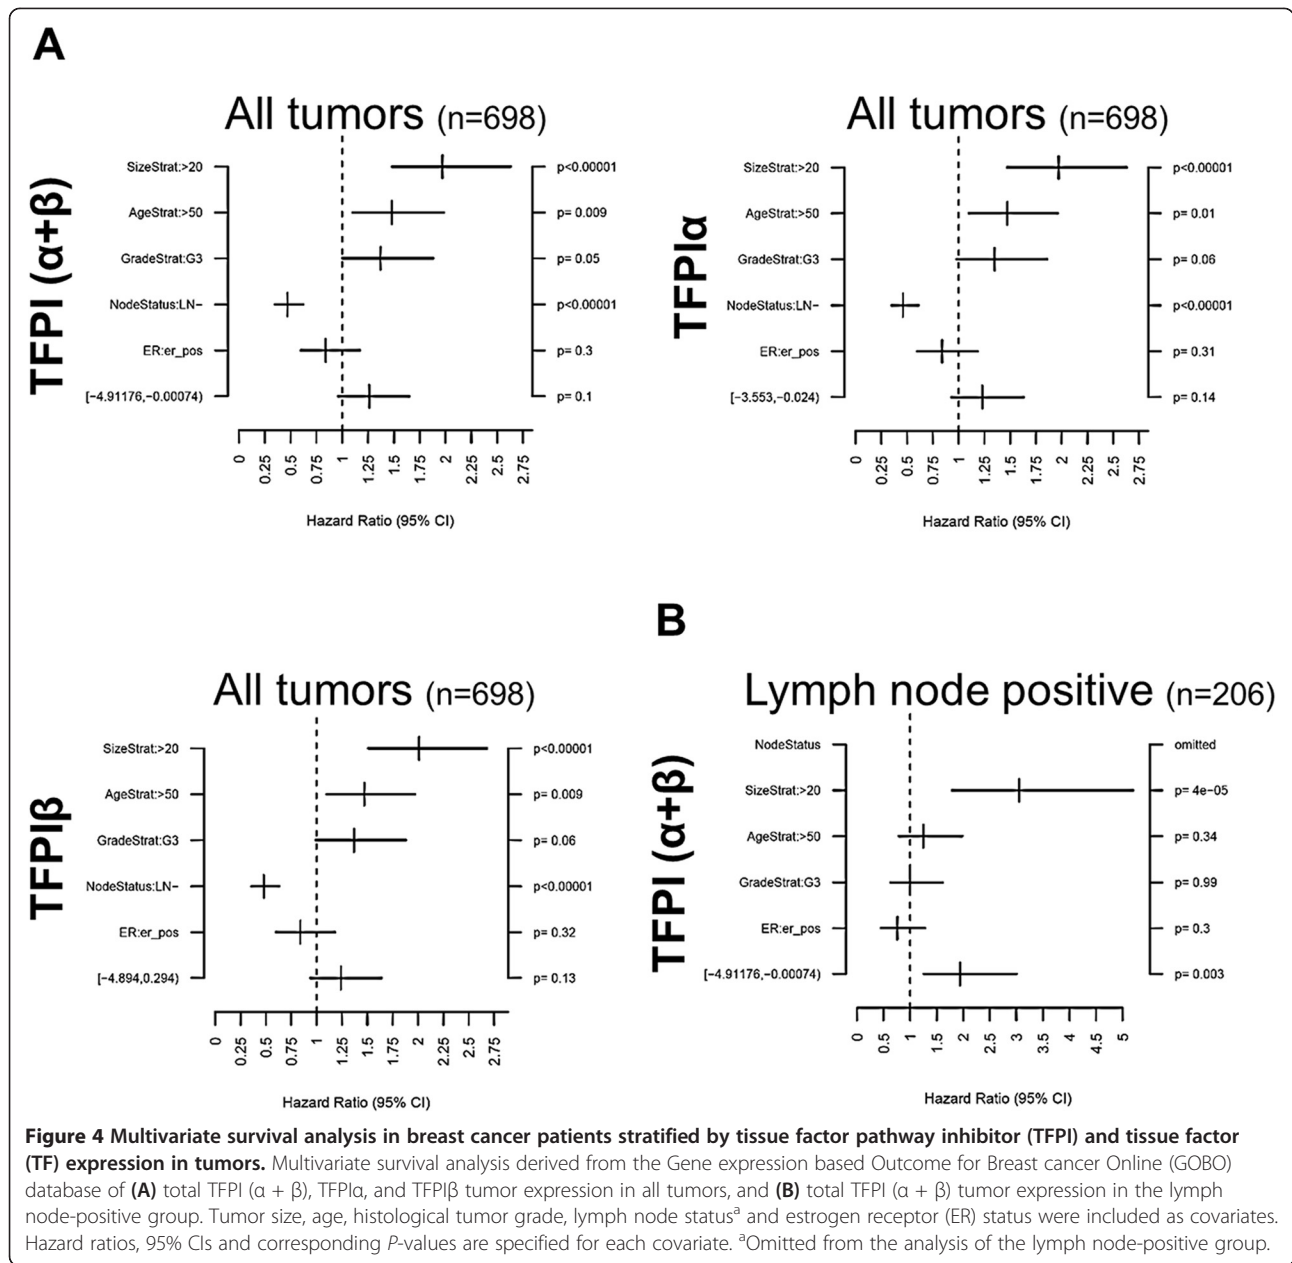 A
All tumors (n=698)
TFPI (α+β)
SizeStrat:>20 p<0.00001
AgeStrat:>50 p= 0.009
GradeStrat:G3 p= 0.05
NodeStatus:LN− p<0.00001
ER:er_pos p= 0.3
[−4.91176,−0.00074) p= 0.1
0 0.25 0.5 0.75 1 1.25 1.5 1.75 2 2.25 2.5 2.75
Hazard Ratio (95% CI)
All tumors (n=698)
TFPIα
SizeStrat:>20 p<0.00001
AgeStrat:>50 p= 0.01
GradeStrat:G3 p= 0.06
NodeStatus:LN− p<0.00001
ER:er_pos p= 0.31
[−3.553,−0.024) p= 0.14
0 0.25 0.5 0.75 1 1.25 1.5 1.75 2 2.25 2.5 2.75
Hazard Ratio (95% CI)
All tumors (n=698)
TFPIβ
SizeStrat:>20 p<0.00001
AgeStrat:>50 p= 0.009
GradeStrat:G3 p= 0.06
NodeStatus:LN− p<0.00001
ER:er_pos p= 0.32
[−4.894,0.294) p= 0.13
0 0.25 0.5 0.75 1 1.25 1.5 1.75 2 2.25 2.5 2.75
Hazard Ratio (95% CI)
B
Lymph node positive (n=206)
TFPI (α+β)
NodeStatus omitted
SizeStrat:>20 p= 4e−05
AgeStrat:>50 p= 0.34
GradeStrat:G3 p= 0.99
ER:er_pos p= 0.3
[−4.91176,−0.00074) p= 0.003
0 0.5 1 1.5 2 2.5 3 3.5 4 4.5 5
Hazard Ratio (95% CI)
Figure 4 Multivariate survival analysis in breast cancer patients stratified by tissue factor pathway inhibitor (TFPI) and tissue factor
(TF) expression in tumors. Multivariate survival analysis derived from the Gene expression based Outcome for Breast cancer Online (GOBO)
database of (A) total TFPI (α + β), TFPIα, and TFPIβ tumor expression in all tumors, and (B) total TFPI (α + β) tumor expression in the lymph
node-positive group. Tumor size, age, histological tumor grade, lymph node statusᵃ and estrogen receptor (ER) status were included as covariates.
Hazard ratios, 95% CIs and corresponding P-values are specified for each covariate. ᵃOmitted from the analysis of the lymph node-positive group.